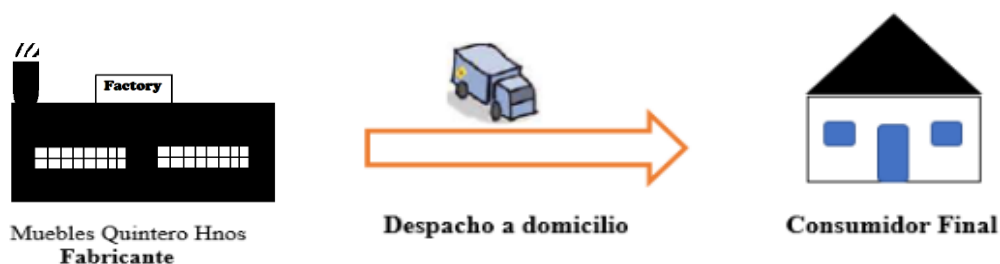 Factory
Muebles Quintero Hnos
Fabricante
Despacho a domicilio
Consumidor Final